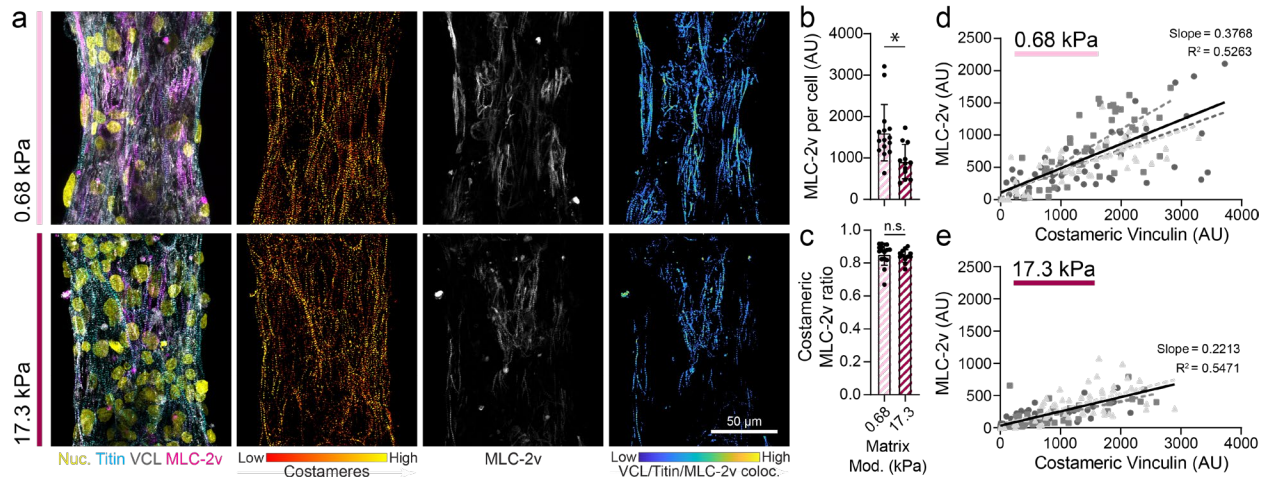 a
0.68 kPa
17.3 kPa
Nuc. Titin VCL MLC-2v
Low High
Costameres
MLC-2v
50 µm
Low High
VCL/Titin/MLC-2v coloc.
b
MLC-2v per cell (AU)
4000
3000
2000
1000
0
*
c
Costameric
MLC-2v ratio
1.0
0.8
0.6
0.4
0.2
0.0
n.s.
0.68
17.3
Matrix
Mod. (kPa)
d
0.68 kPa
Slope = 0.3768
R² = 0.5263
MLC-2v (AU)
2500
2000
1500
1000
500
0
0 1000 2000 3000 4000
Costameric Vinculin (AU)
e
17.3 kPa
Slope = 0.2213
R² = 0.5471
MLC-2v (AU)
2500
2000
1500
1000
500
0
0 1000 2000 3000 4000
Costameric Vinculin (AU)